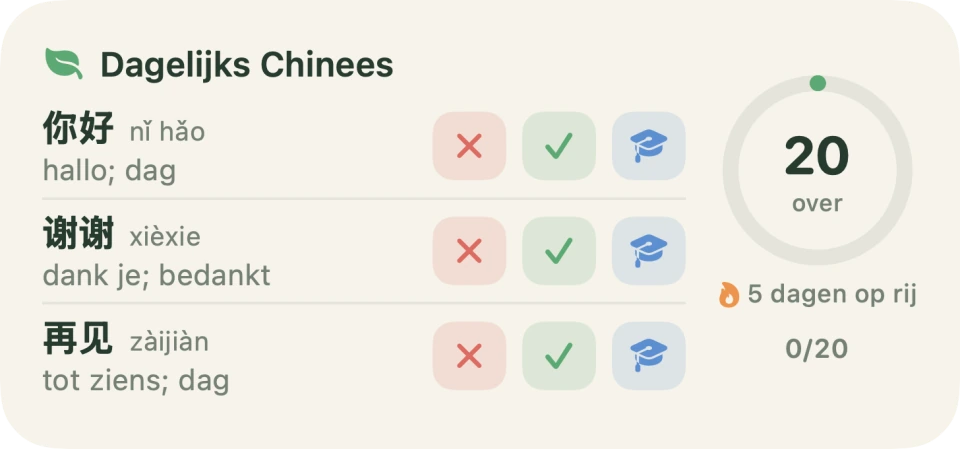 Dagelijks Chinees
你好 nǐ hǎo
hallo; dag
谢谢 xièxie
dank je; bedankt
再见 zàijiàn
tot ziens; dag
20
over
5 dagen op rij
0/20